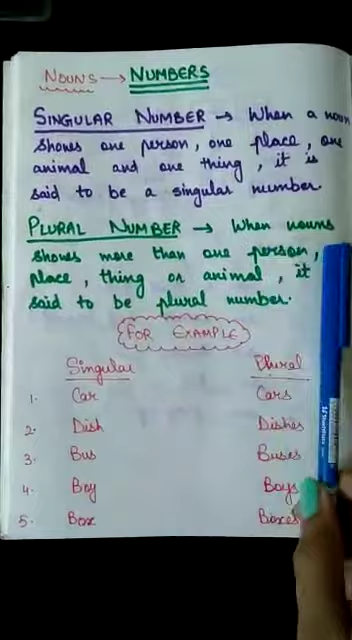 NOUNS → NUMBERS
SINGULAR NUMBER → When a noun
shows one person, one place, one
animal and one thing, it is
said to be a singular number.
PLURAL NUMBER → When nouns
shows more than one person,
place, thing or animal, it
said to be plural number.
FOR EXAMPLE
Singular Plural
1. Car Cars
2. Dish Dishes
3. Bus Buses
4. Boy Boys
5. Box Boxes